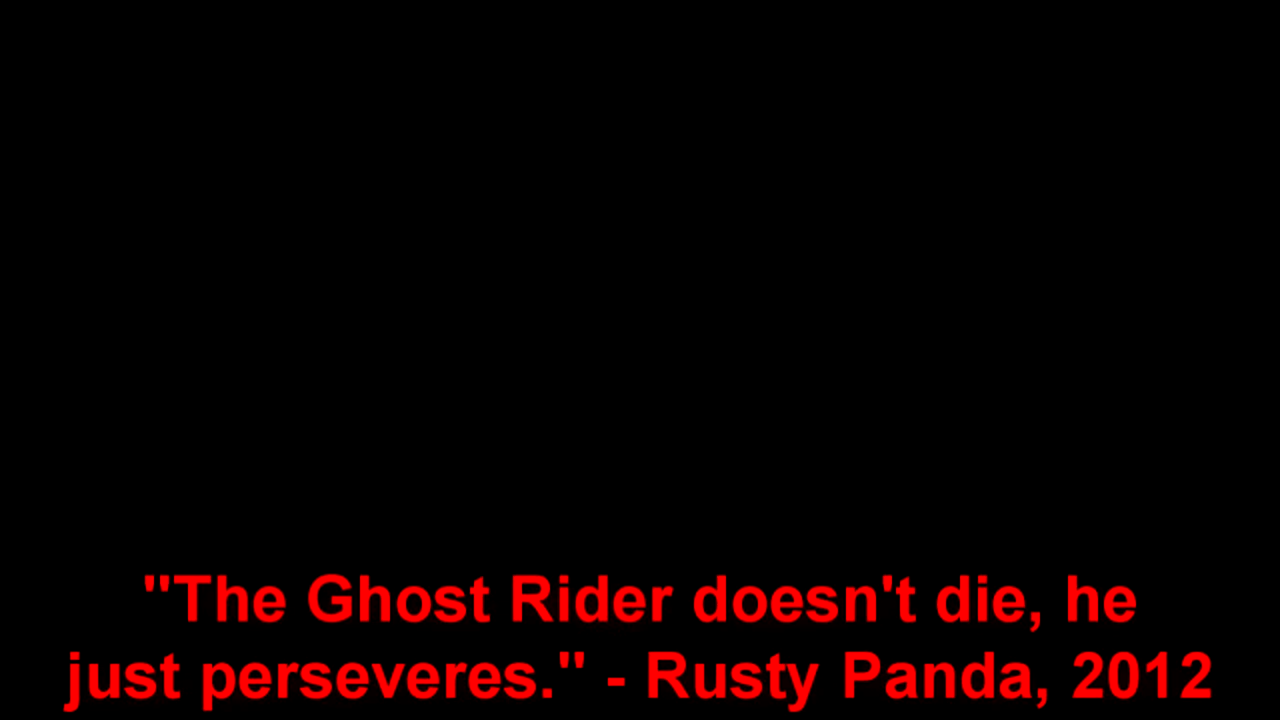 "The Ghost Rider doesn't die, he
just perseveres." - Rusty Panda, 2012